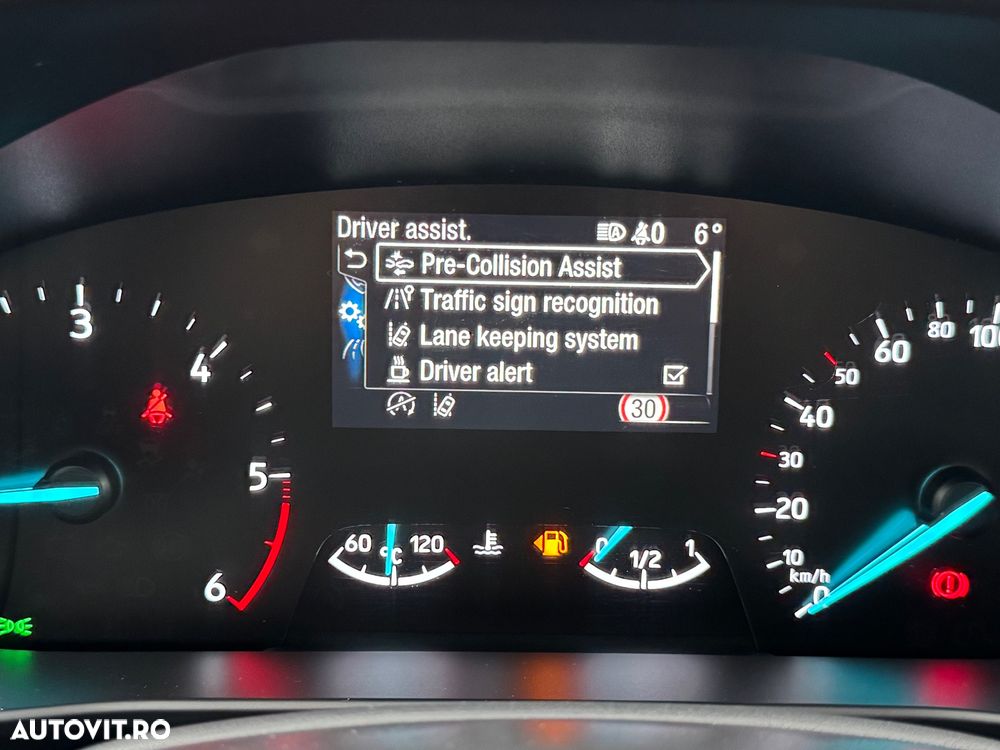 Driver assist.
A 0 6°
Pre-Collision Assist
Traffic sign recognition
Lane keeping system
Driver alert
A
30
3
4
5
6
60 °C 120
0 1/2 1
0
10
20
30
40
50
60
80
100
km/h
AUTOVIT.RO